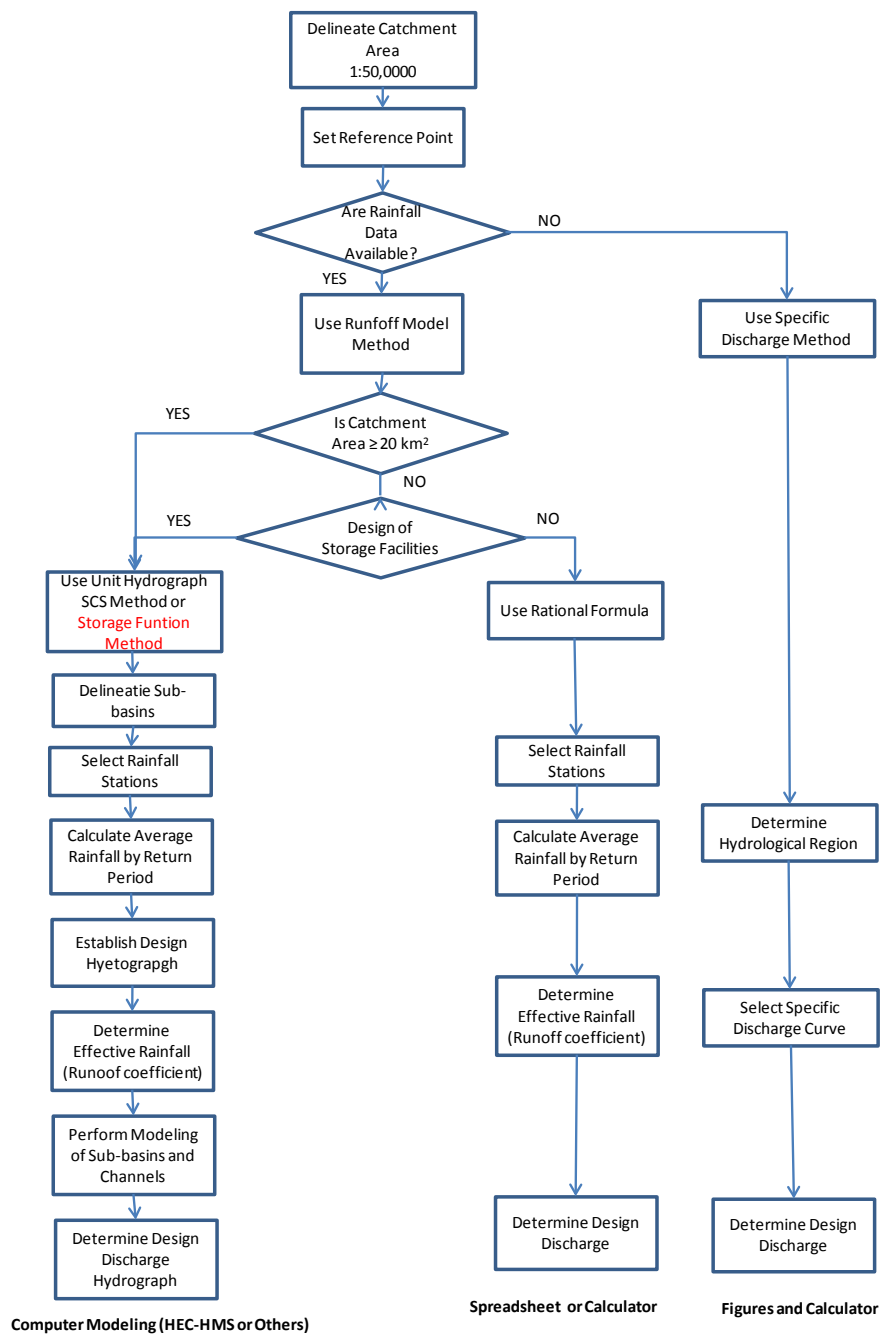 Delineate Catchment
Area
1:50,0000
Set Reference Point
Are Rainfall
Data
Available?
NO
YES
Use Runfoff Model
Method
Use Specific
Discharge Method
YES
Is Catchment
Area ≥ 20 km²
NO
YES
Design of
Storage Facilities
NO
Use Unit Hydrograph
SCS Method or
Storage Funtion
Method
Use Rational Formula
Delineatie Sub-
basins
Select Rainfall
Stations
Select Rainfall
Stations
Calculate Average
Rainfall by Return
Period
Calculate Average
Rainfall by Return
Period
Determine
Hydrological Region
Establish Design
Hyetograpgh
Determine
Effective Rainfall
(Runoff coefficient)
Select Specific
Discharge Curve
Determine
Effective Rainfall
(Runoof coefficient)
Perform Modeling
of Sub-basins and
Channels
Determine Design
Discharge
Hydrograph
Determine Design
Discharge
Determine Design
Discharge
Computer Modeling (HEC-HMS or Others)
Spreadsheet or Calculator
Figures and Calculator